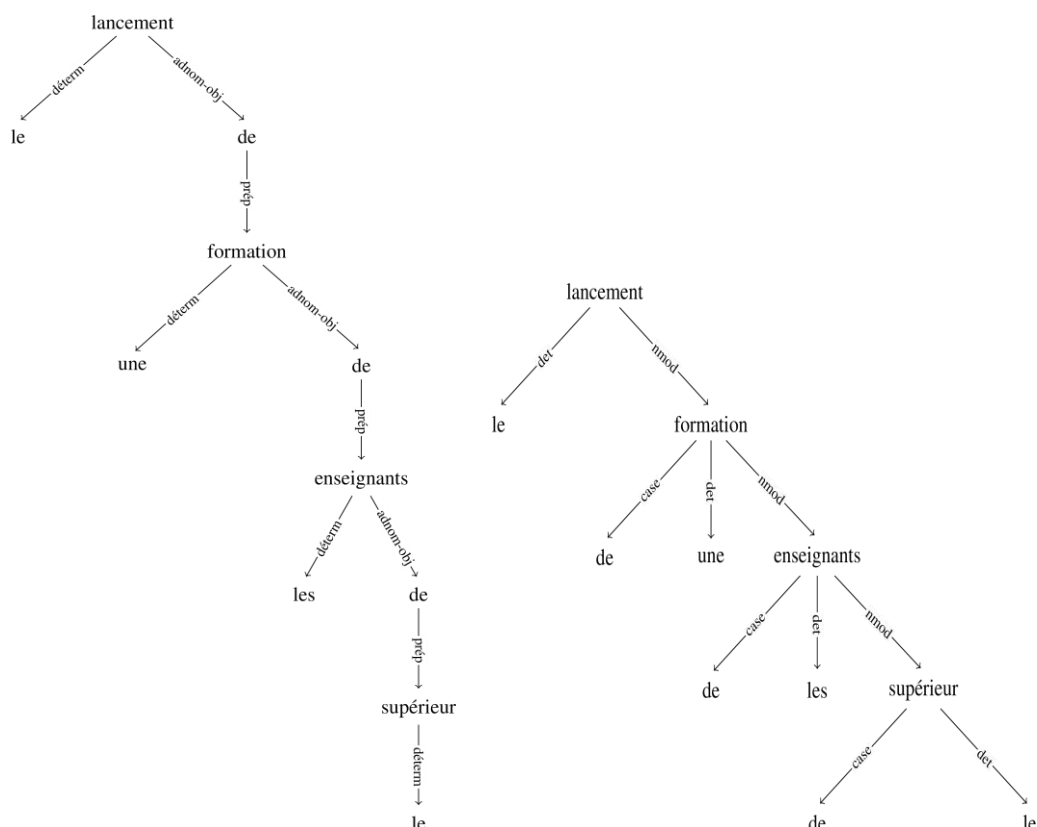 lancement
déterm adnom-obj
le de
prép
formation
déterm adnom-obj
une de
prép
enseignants
déterm adnom-obj
les de
prép
supérieur
déterm
le
lancement
det nmod
le formation
case det nmod
de une enseignants
case det nmod
de les supérieur
case det
de le